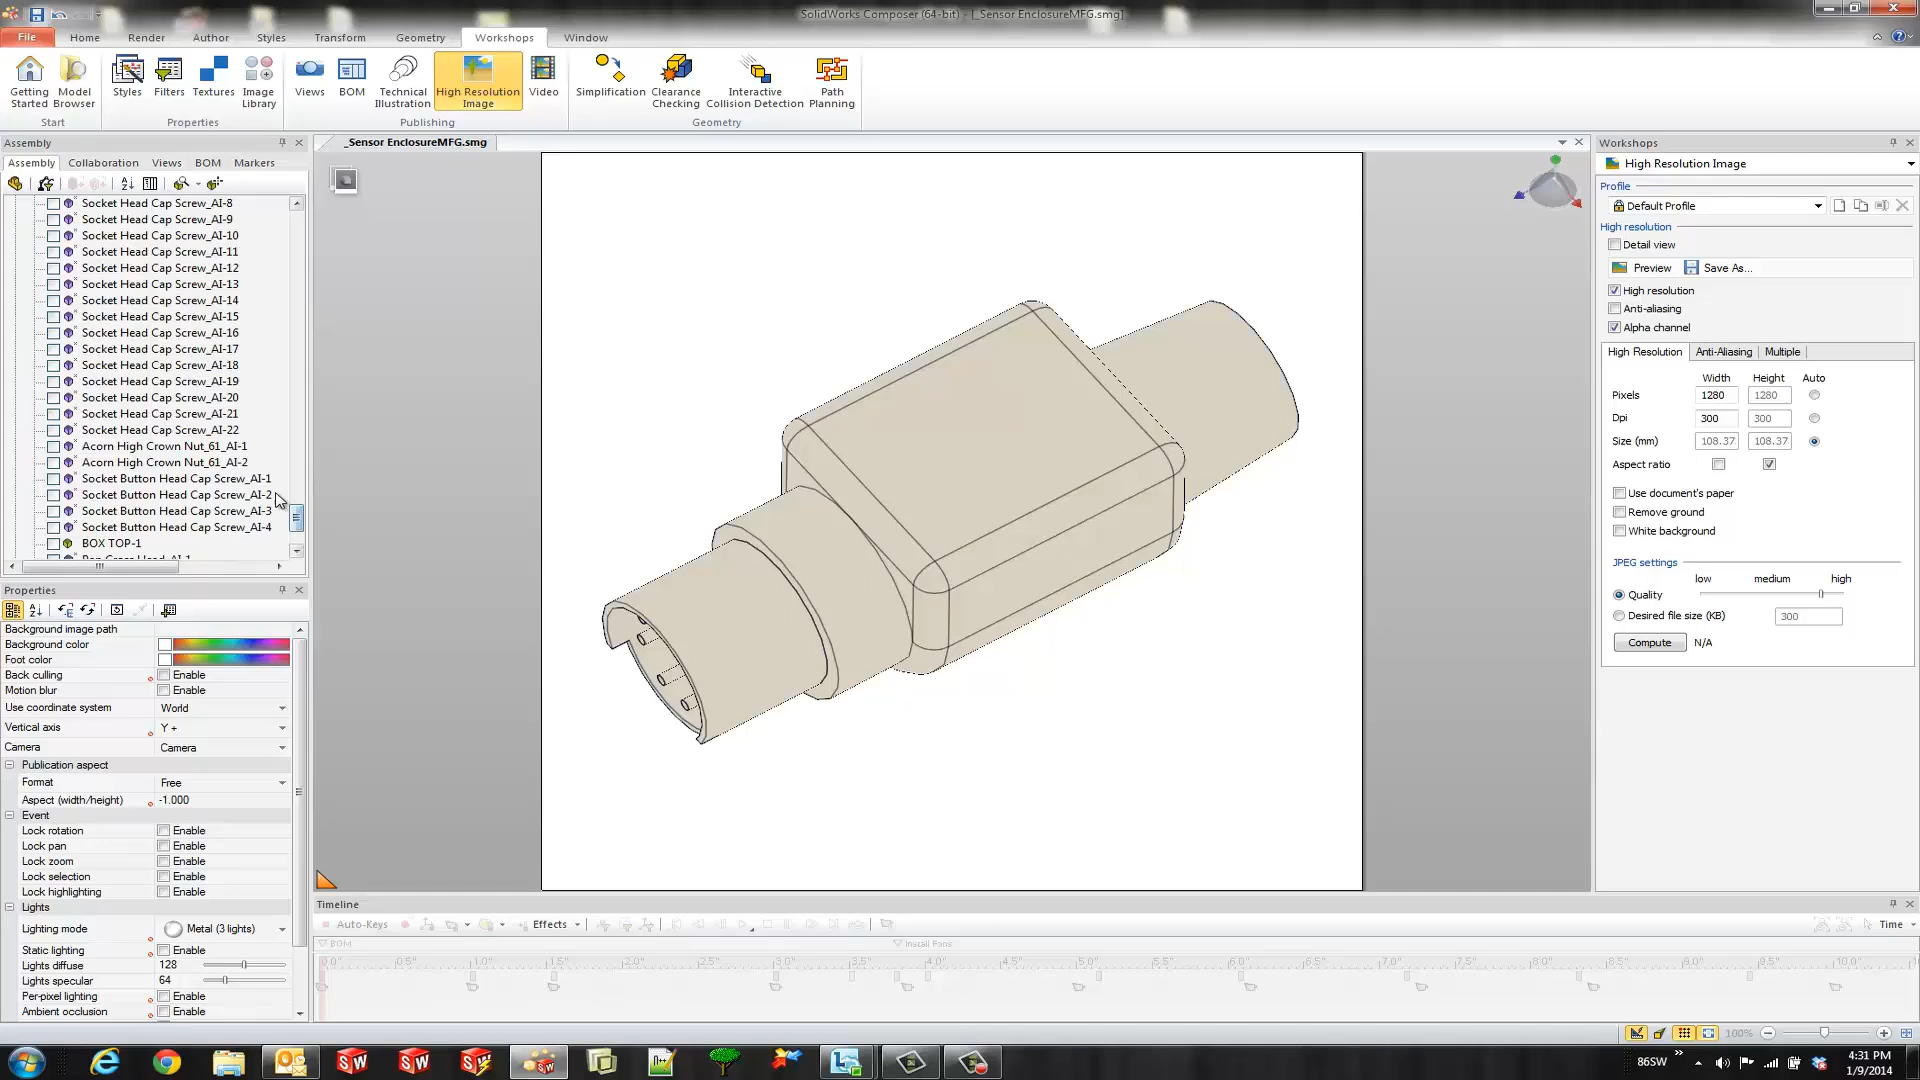 SolidWorks Composer (64-bit) - [_Sensor EnclosureMFG.smg]
File Home Render Author Styles Transform Geometry Workshops Window
Getting Started Model Browser Styles Filters Textures Image Library Views BOM Technical Illustration High Resolution Image Video Simplification Clearance Checking Interactive Collision Detection Path Planning
Start Properties Publishing Geometry
Assembly
Assembly Collaboration Views BOM Markers
Socket Head Cap Screw_AI-8
Socket Head Cap Screw_AI-9
Socket Head Cap Screw_AI-10
Socket Head Cap Screw_AI-11
Socket Head Cap Screw_AI-12
Socket Head Cap Screw_AI-13
Socket Head Cap Screw_AI-14
Socket Head Cap Screw_AI-15
Socket Head Cap Screw_AI-16
Socket Head Cap Screw_AI-17
Socket Head Cap Screw_AI-18
Socket Head Cap Screw_AI-19
Socket Head Cap Screw_AI-20
Socket Head Cap Screw_AI-21
Socket Head Cap Screw_AI-22
Acorn High Crown Nut_61_AI-1
Acorn High Crown Nut_61_AI-2
Socket Button Head Cap Screw_AI-1
Socket Button Head Cap Screw_AI-2
Socket Button Head Cap Screw_AI-3
Socket Button Head Cap Screw_AI-4
BOX TOP-1
Properties
Background image path
Background color
Foot color
Back culling Enable
Motion blur Enable
Use coordinate system World
Vertical axis Y +
Camera Camera
Publication aspect
Format Free
Aspect (width/height) -1.000
Event
Lock rotation Enable
Lock pan Enable
Lock zoom Enable
Lock selection Enable
Lock highlighting Enable
Lights
Lighting mode Metal (3 lights)
Static lighting Enable
Lights diffuse 128
Lights specular 64
Per-pixel lighting Enable
Ambient occlusion Enable
_Sensor EnclosureMFG.smg
Workshops
High Resolution Image
Profile
Default Profile
High resolution
Detail view
Preview Save As...
High resolution
Anti-aliasing
Alpha channel
High Resolution Anti-Aliasing Multiple
Width Height Auto
Pixels 1280 1280
Dpi 300 300
Size (mm) 108.37 108.37
Aspect ratio
Use document's paper
Remove ground
White background
JPEG settings
low medium high
Quality
Desired file size (KB) 300
Compute N/A
Timeline
Auto-Keys Effects Time
BOM Install Fans
100%
86SW
4:31 PM
1/9/2014